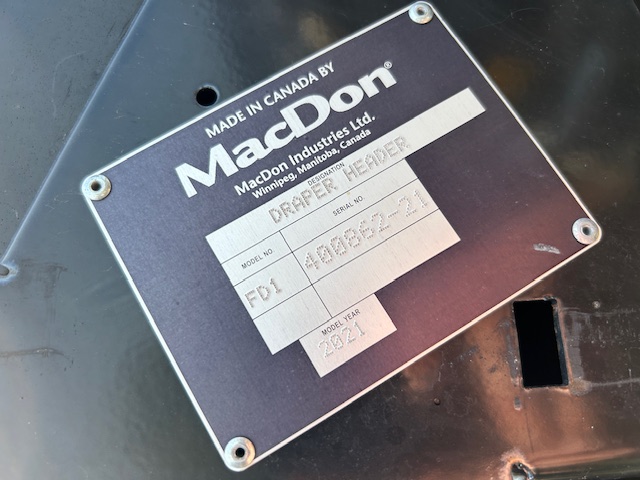 MADE IN CANADA BY
MacDon®
MacDon Industries Ltd.
Winnipeg, Manitoba, Canada
DESIGNATION
DRAPER HEADER
MODEL NO.
SERIAL NO.
FD1
400862-21
MODEL YEAR
2021